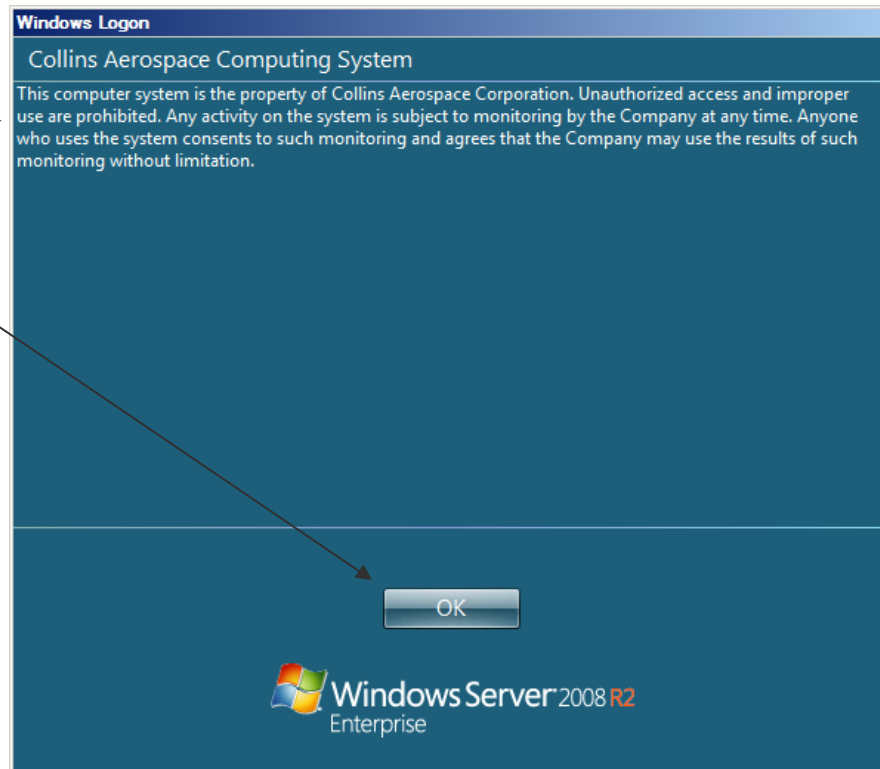 Windows Logon
Collins Aerospace Computing System
This computer system is the property of Collins Aerospace Corporation. Unauthorized access and improper
use are prohibited. Any activity on the system is subject to monitoring by the Company at any time. Anyone
who uses the system consents to such monitoring and agrees that the Company may use the results of such
monitoring without limitation.
OK
Windows Server 2008 R2
Enterprise